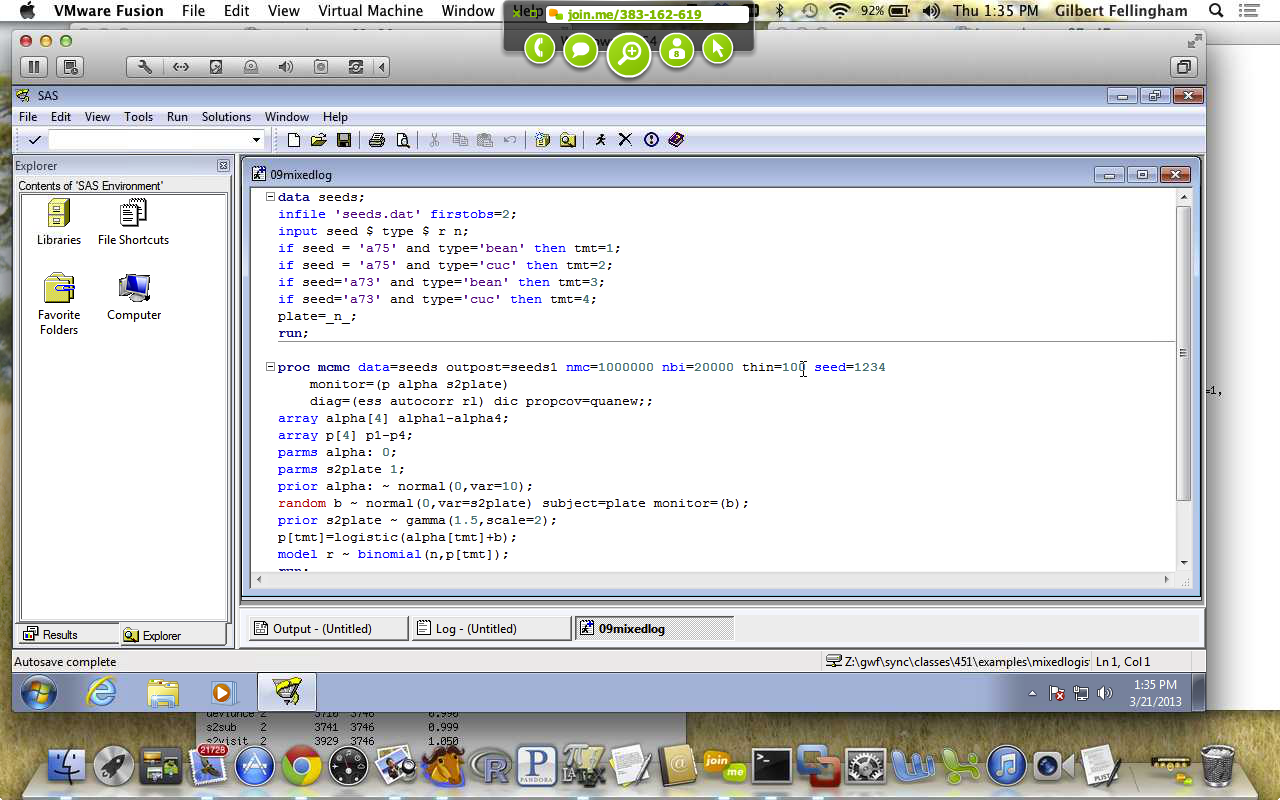 VMware Fusion File Edit View Virtual Machine Window Help 92% Thu 1:35 PM Gilbert Fellingham
join.me/383-162-619
8
SAS
File Edit View Tools Run Solutions Window Help
Explorer
Contents of 'SAS Environment'
Libraries
File Shortcuts
Favorite
Folders
Computer
09mixedlog
data seeds;
infile 'seeds.dat' firstobs=2;
input seed $ type $ r n;
if seed = 'a75' and type='bean' then tmt=1;
if seed = 'a75' and type='cuc' then tmt=2;
if seed='a73' and type='bean' then tmt=3;
if seed='a73' and type='cuc' then tmt=4;
plate=_n_;
run;
proc mcmc data=seeds outpost=seeds1 nmc=1000000 nbi=20000 thin=100 seed=1234
monitor=(p alpha s2plate)
diag=(ess autocorr rl) dic propcov=quanew;;
array alpha[4] alpha1-alpha4;
array p[4] p1-p4;
parms alpha: 0;
parms s2plate 1;
prior alpha: ~ normal(0,var=10);
random b ~ normal(0,var=s2plate) subject=plate monitor=(b);
prior s2plate ~ gamma(1.5,scale=2);
p[tmt]=logistic(alpha[tmt]+b);
model r ~ binomial(n,p[tmt]);
run;
=1,
Results
Explorer
Output - (Untitled)
Log - (Untitled)
09mixedlog
Autosave complete
Z:\gwf\sync\classes\451\examples\mixedlogis
Ln 1, Col 1
1:35 PM
3/21/2013
deviance 2 3710 3746 0.990
s2sub 2 3741 3746 0.999
s2visit 2 3929 3746 1.050
21728
PANDORA
LATEX
join
me
PLIST